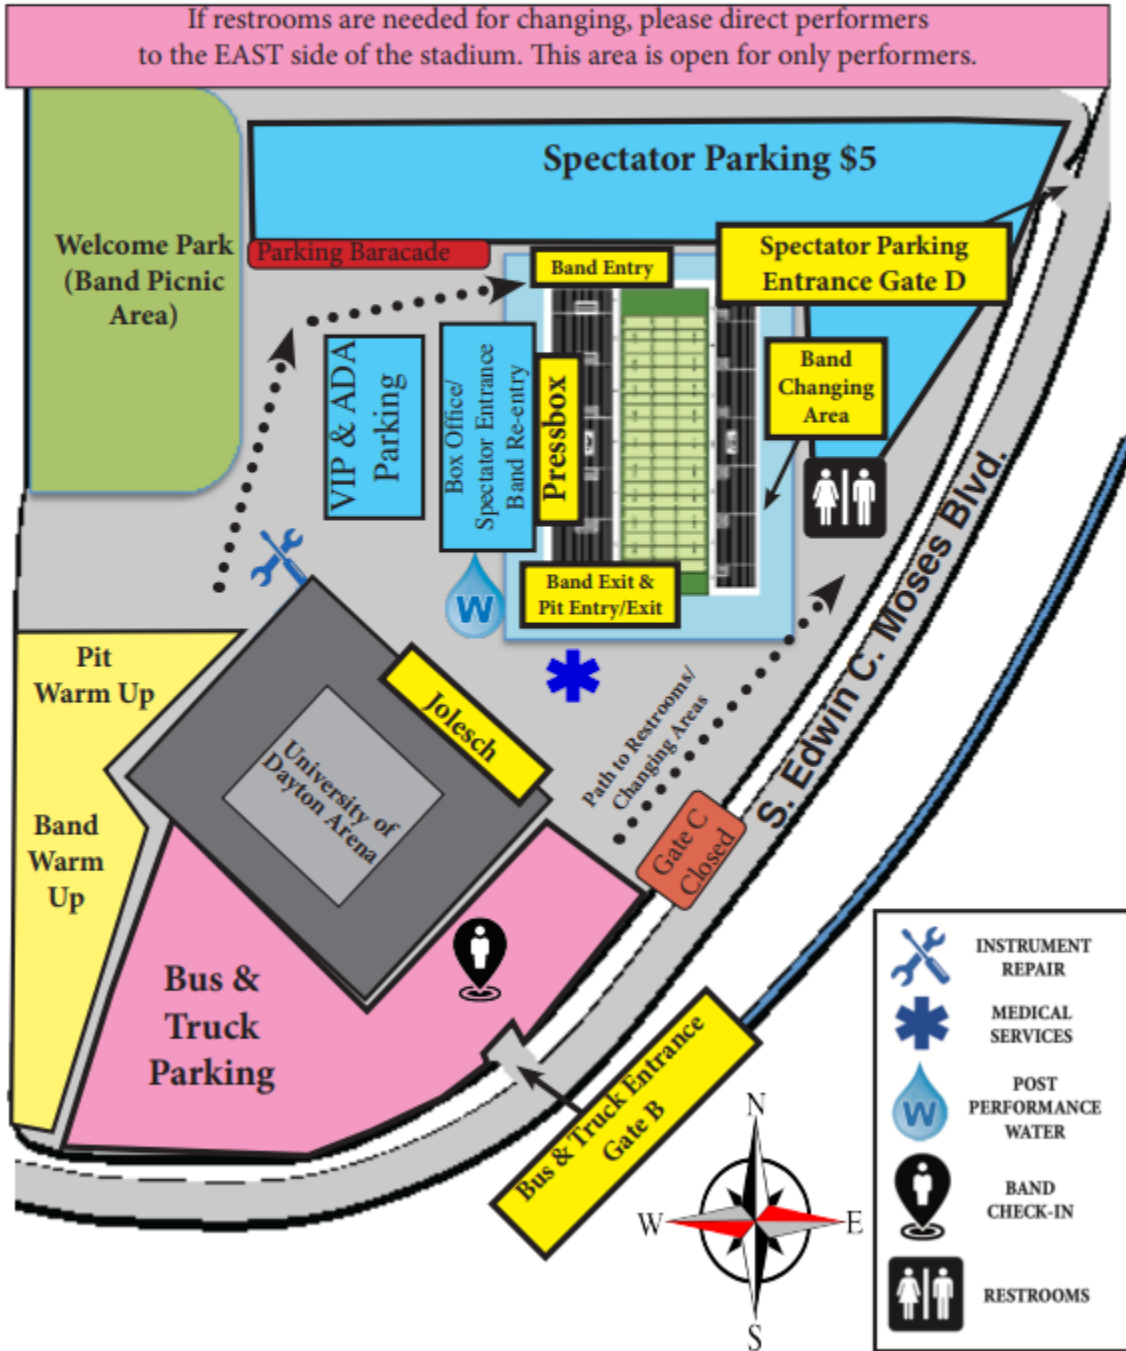 If restrooms are needed for changing, please direct performers
to the EAST side of the stadium. This area is open for only performers.
Spectator Parking $5
Welcome Park
(Band Picnic
Area)
Parking Baracade
Band Entry
Spectator Parking
Entrance Gate D
VIP & ADA
Parking
Box Office/
Spectator Entrance
Band Re-entry
Pressbox
Band
Changing
Area
W
Band Exit &
Pit Entry/Exit
Pit
Warm Up
Jolesch
University of
Dayton Arena
Path to Restrooms/
Changing Areas
S. Edwin C. Moses Blvd.
Gate C
Closed
Band
Warm
Up
Bus &
Truck
Parking
Bus & Truck Entrance
Gate B
N
W
E
S
INSTRUMENT
REPAIR
MEDICAL
SERVICES
W
POST
PERFORMANCE
WATER
BAND
CHECK-IN
RESTROOMS